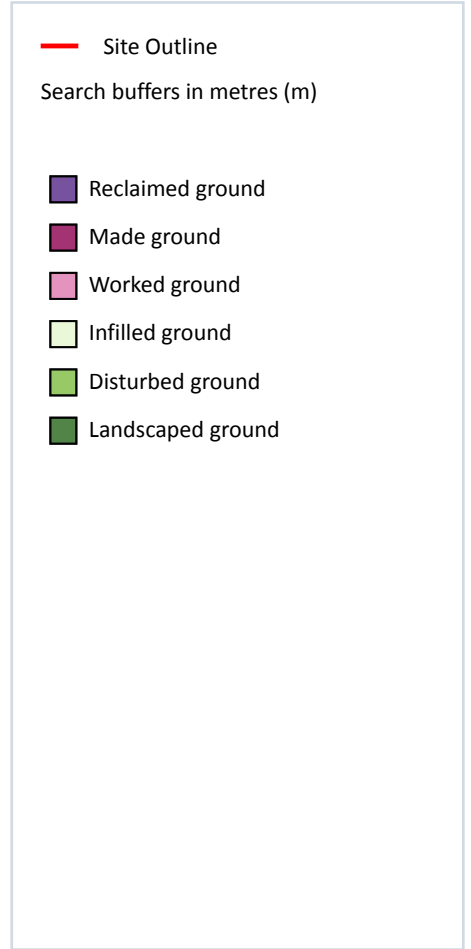 Site Outline
Search buffers in metres (m)
Reclaimed ground
Made ground
Worked ground
Infilled ground
Disturbed ground
Landscaped ground